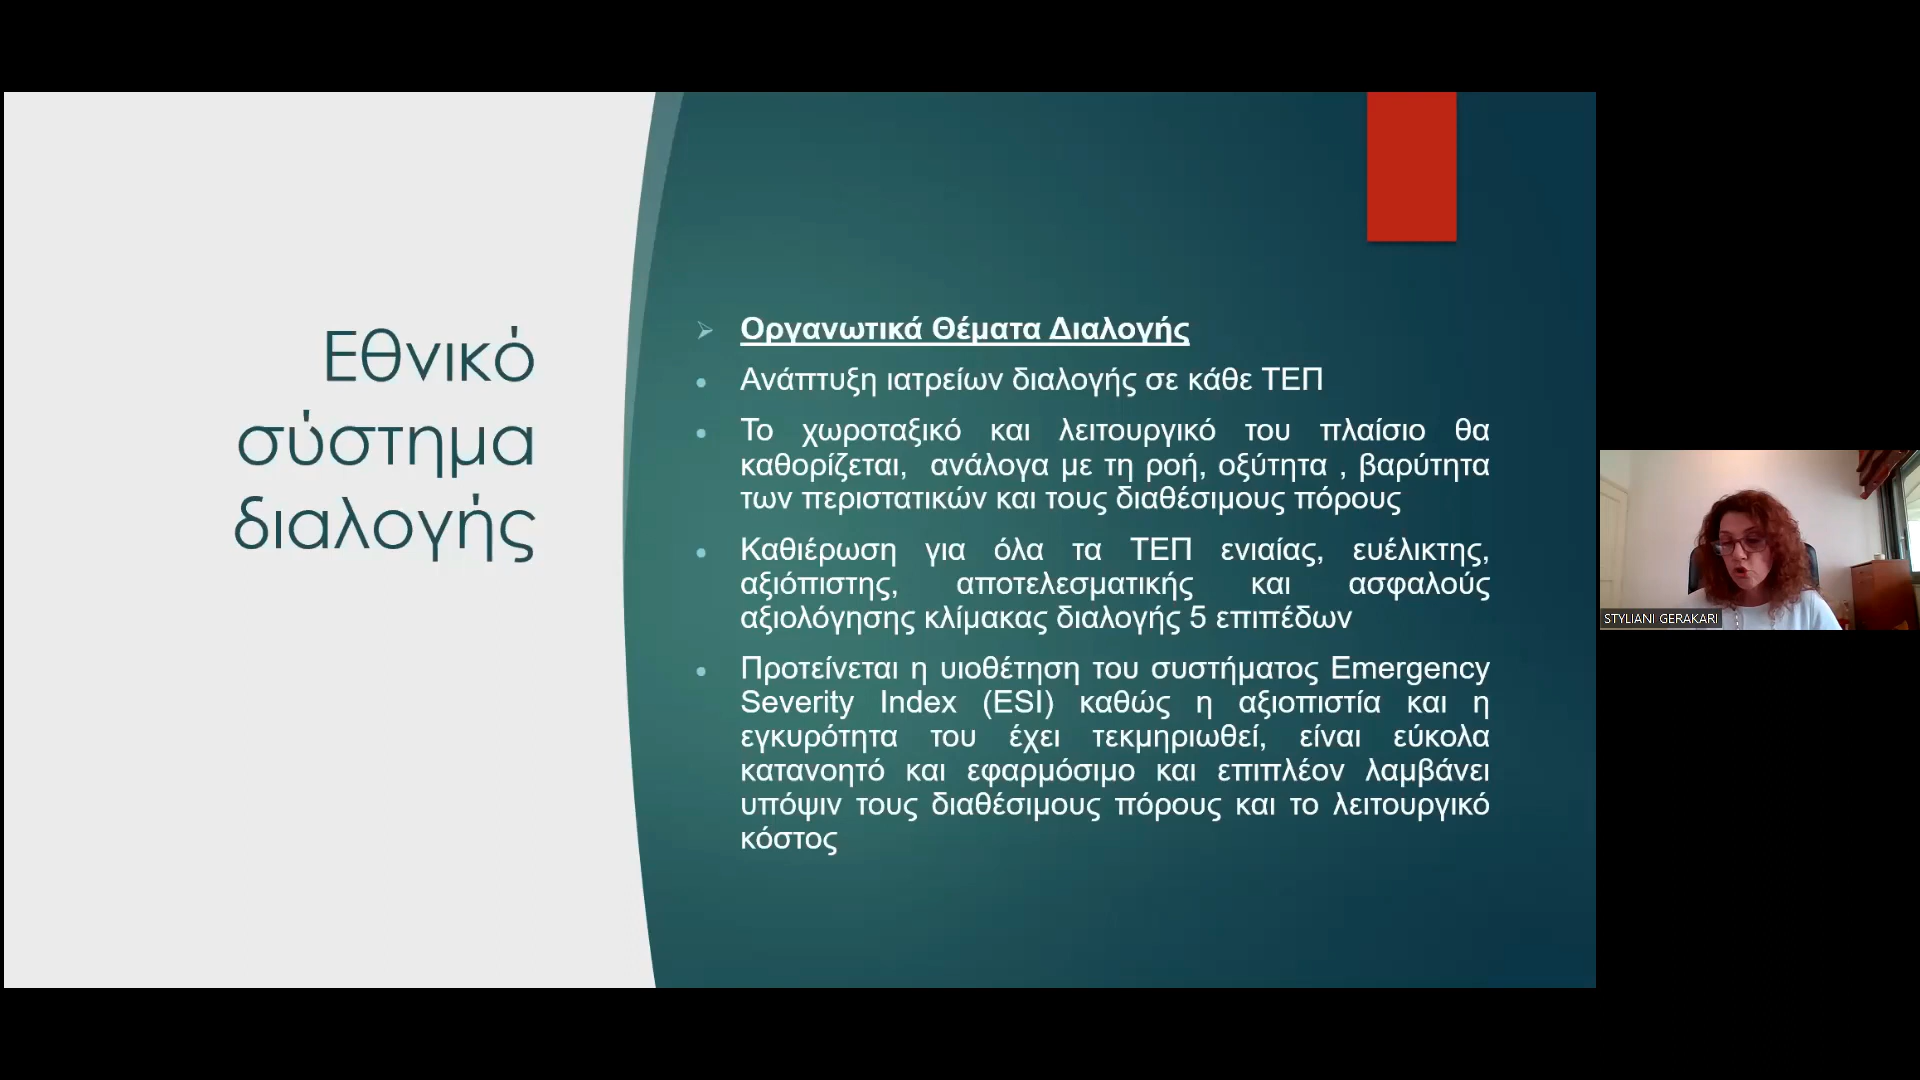 Εθνικό
σύστημα
διαλογής
Οργανωτικά Θέματα Διαλογής
Ανάπτυξη ιατρείων διαλογής σε κάθε ΤΕΠ
Το χωροταξικό και λειτουργικό του πλαίσιο θα
καθορίζεται, ανάλογα με τη ροή, οξύτητα , βαρύτητα
των περιστατικών και τους διαθέσιμους πόρους
Καθιέρωση για όλα τα ΤΕΠ ενιαίας, ευέλικτης,
αξιόπιστης, αποτελεσματικής και ασφαλούς
αξιολόγησης κλίμακας διαλογής 5 επιπέδων
Προτείνεται η υιοθέτηση του συστήματος Emergency
Severity Index (ESI) καθώς η αξιοπιστία και η
εγκυρότητα του έχει τεκμηριωθεί, είναι εύκολα
κατανοητό και εφαρμόσιμο και επιπλέον λαμβάνει
υπόψιν τους διαθέσιμους πόρους και το λειτουργικό
κόστος
STYLIANI GERAKARI